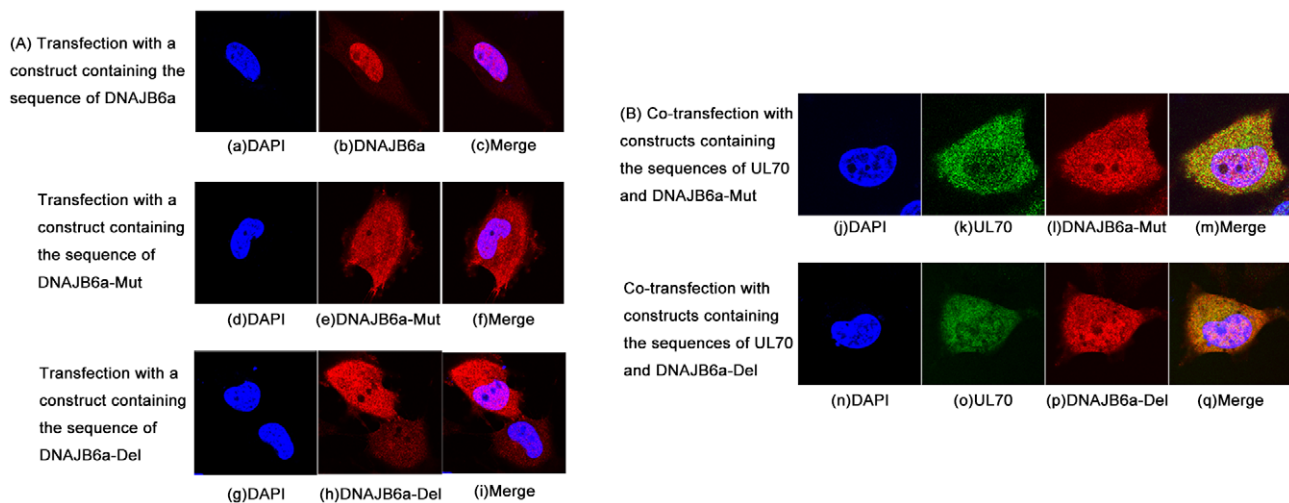 (A) Transfection with a
construct containing the
sequence of DNAJB6a
(a)DAPI (b)DNAJB6a (c)Merge
Transfection with a
construct containing
the sequence of
DNAJB6a-Mut
(d)DAPI (e)DNAJB6a-Mut (f)Merge
Transfection with a
construct containing
the sequence of
DNAJB6a-Del
(g)DAPI (h)DNAJB6a-Del (i)Merge
(B) Co-transfection with
constructs containing
the sequences of UL70
and DNAJB6a-Mut
(j)DAPI (k)UL70 (l)DNAJB6a-Mut (m)Merge
Co-transfection with
constructs containing
the sequences of UL70
and DNAJB6a-Del
(n)DAPI (o)UL70 (p)DNAJB6a-Del (q)Merge